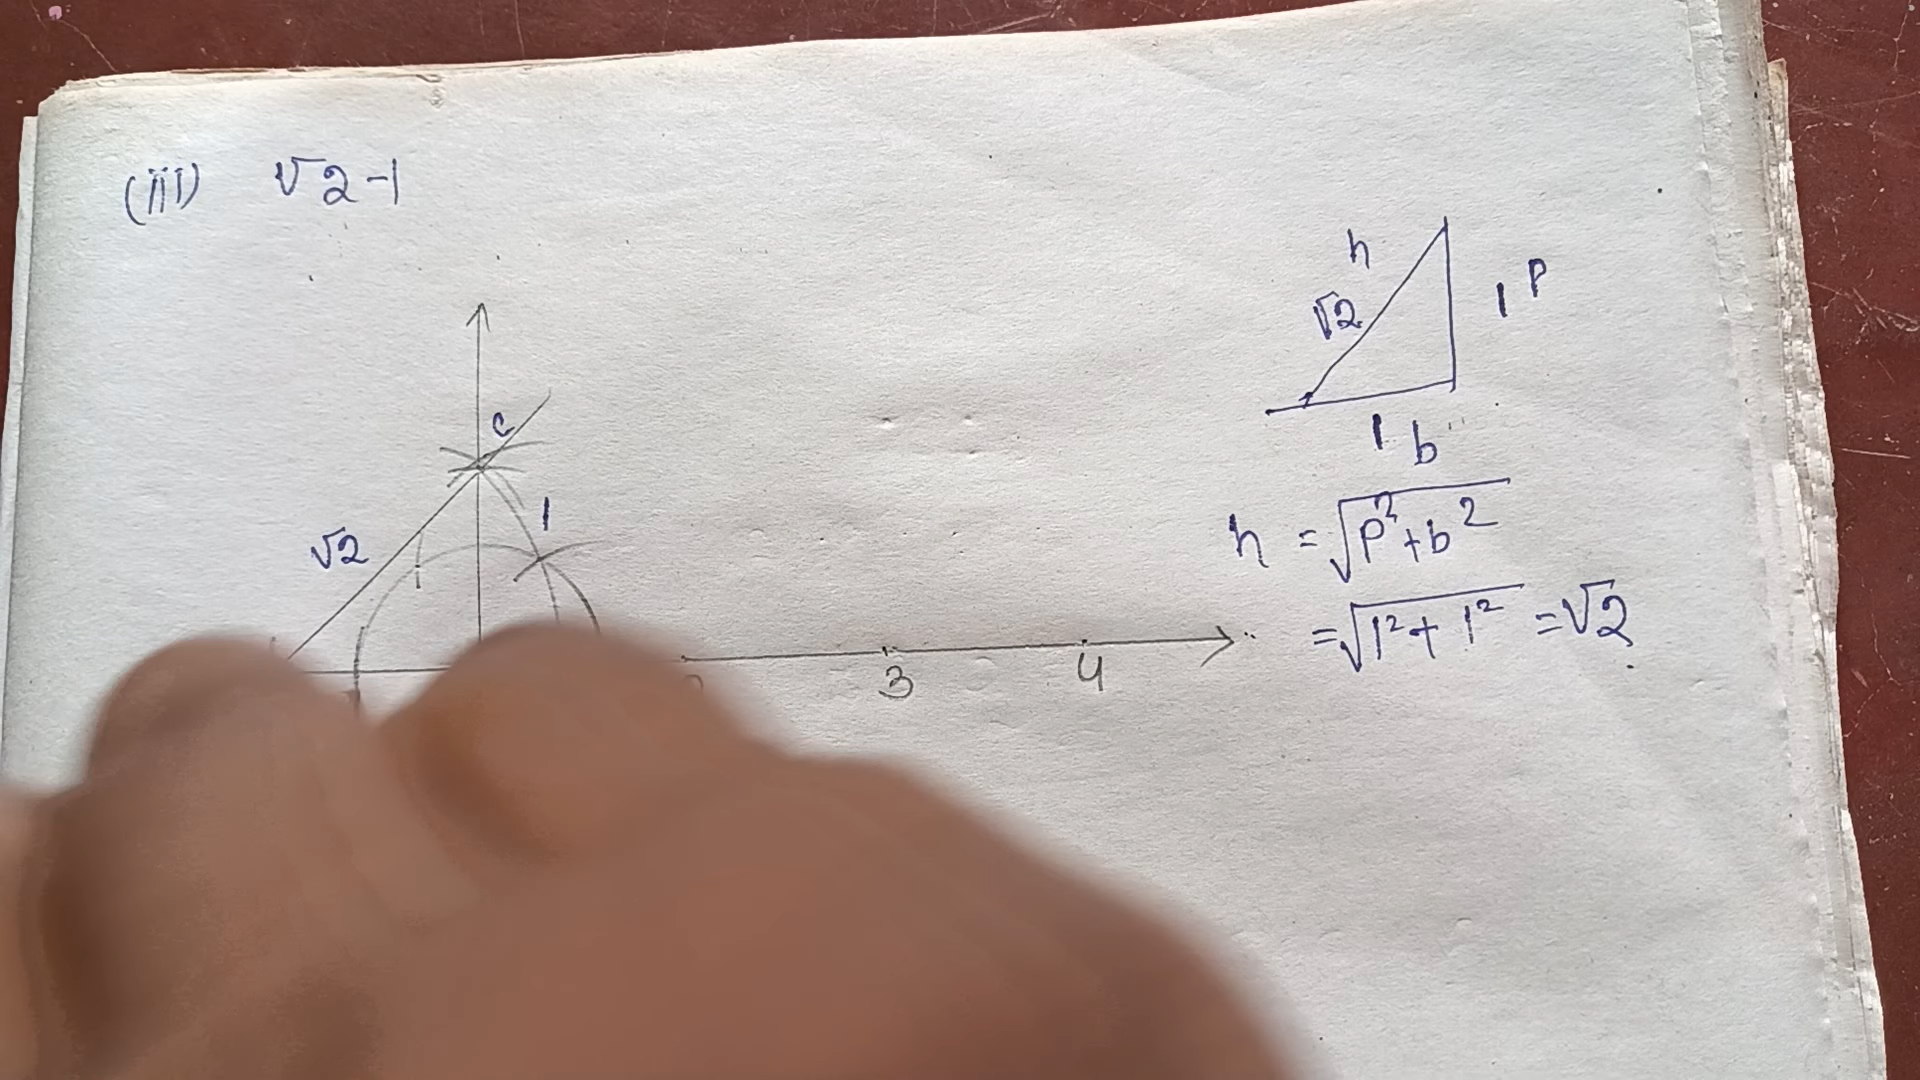 (iii) √2-1
h
√2
1 P
1 b
C
1
√2
h = √P²+b²
= √1²+1² = √2
3 4